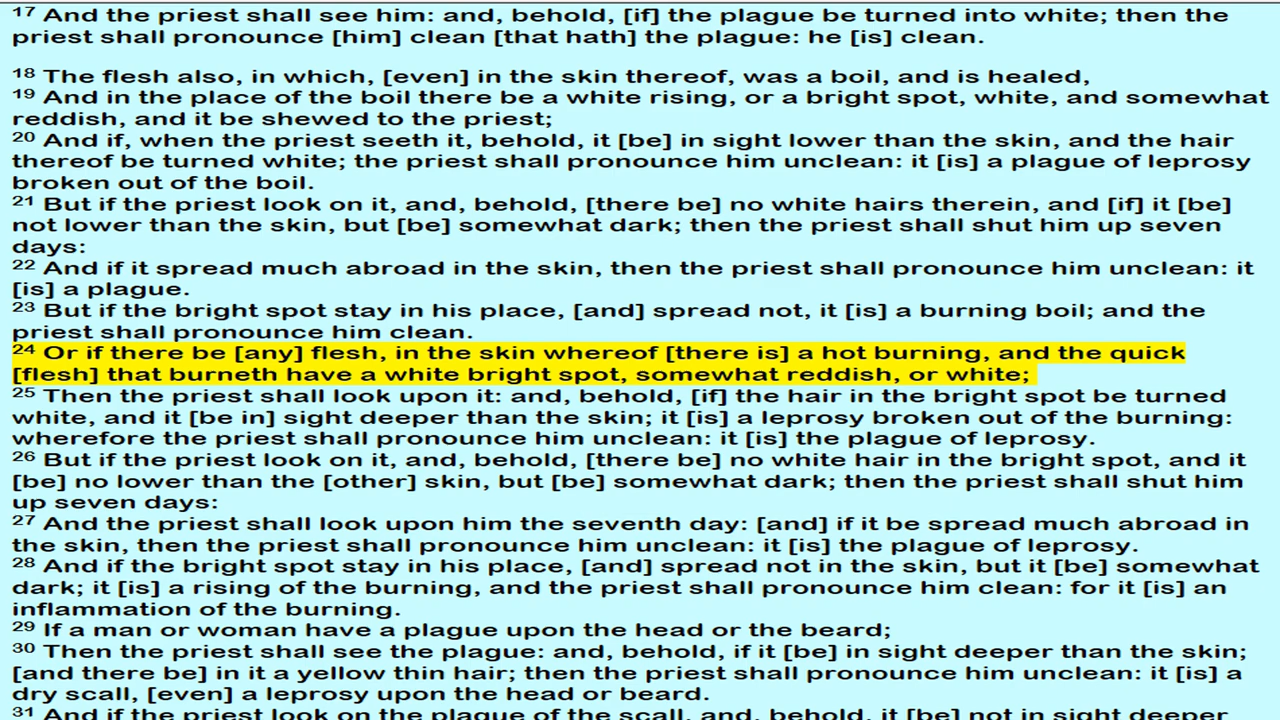 17 And the priest shall see him: and, behold, [if] the plague be turned into white; then the
priest shall pronounce [him] clean [that hath] the plague: he [is] clean.
18 The flesh also, in which, [even] in the skin thereof, was a boil, and is healed,
19 And in the place of the boil there be a white rising, or a bright spot, white, and somewhat
reddish, and it be shewed to the priest;
20 And if, when the priest seeth it, behold, it [be] in sight lower than the skin, and the hair
thereof be turned white; the priest shall pronounce him unclean: it [is] a plague of leprosy
broken out of the boil.
21 But if the priest look on it, and, behold, [there be] no white hairs therein, and [if] it [be]
not lower than the skin, but [be] somewhat dark; then the priest shall shut him up seven
days:
22 And if it spread much abroad in the skin, then the priest shall pronounce him unclean: it
[is] a plague.
23 But if the bright spot stay in his place, [and] spread not, it [is] a burning boil; and the
priest shall pronounce him clean.
24 Or if there be [any] flesh, in the skin whereof [there is] a hot burning, and the quick
[flesh] that burneth have a white bright spot, somewhat reddish, or white;
25 Then the priest shall look upon it: and, behold, [if] the hair in the bright spot be turned
white, and it [be in] sight deeper than the skin; it [is] a leprosy broken out of the burning:
wherefore the priest shall pronounce him unclean: it [is] the plague of leprosy.
26 But if the priest look on it, and, behold, [there be] no white hair in the bright spot, and it
[be] no lower than the [other] skin, but [be] somewhat dark; then the priest shall shut him
up seven days:
27 And the priest shall look upon him the seventh day: [and] if it be spread much abroad in
the skin, then the priest shall pronounce him unclean: it [is] the plague of leprosy.
28 And if the bright spot stay in his place, [and] spread not in the skin, but it [be] somewhat
dark; it [is] a rising of the burning, and the priest shall pronounce him clean: for it [is] an
inflammation of the burning.
29 If a man or woman have a plague upon the head or the beard;
30 Then the priest shall see the plague: and, behold, if it [be] in sight deeper than the skin;
[and there be] in it a yellow thin hair; then the priest shall pronounce him unclean: it [is] a
dry scall, [even] a leprosy upon the head or beard.
31 And if the priest look on the plague of the scall, and, behold, it [be] not in sight deeper